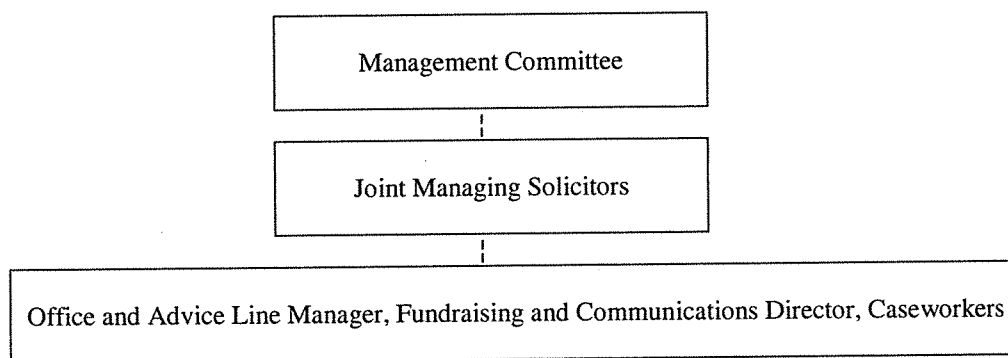 Management Committee
Joint Managing Solicitors
Office and Advice Line Manager, Fundraising and Communications Director, Caseworkers